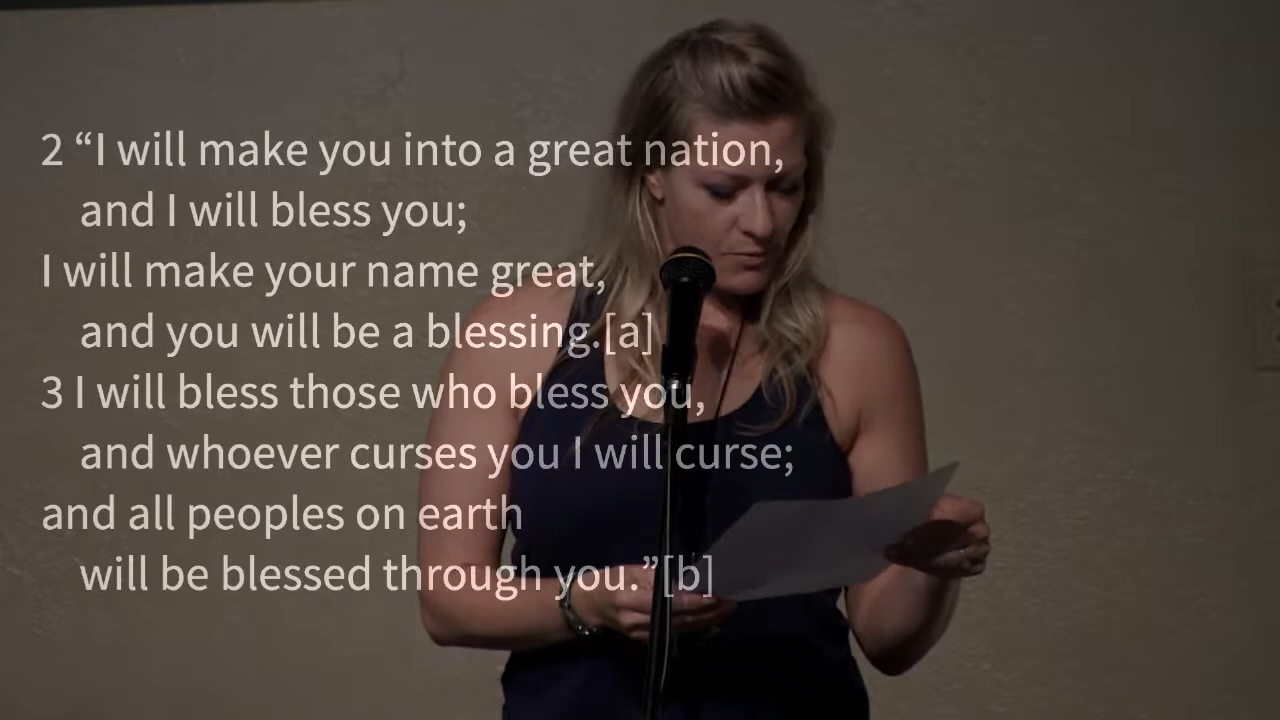 2 “I will make you into a great nation,
and I will bless you;
I will make your name great,
and you will be a blessing.[a]
3 I will bless those who bless you,
and whoever curses you I will curse;
and all peoples on earth
will be blessed through you.”[b]